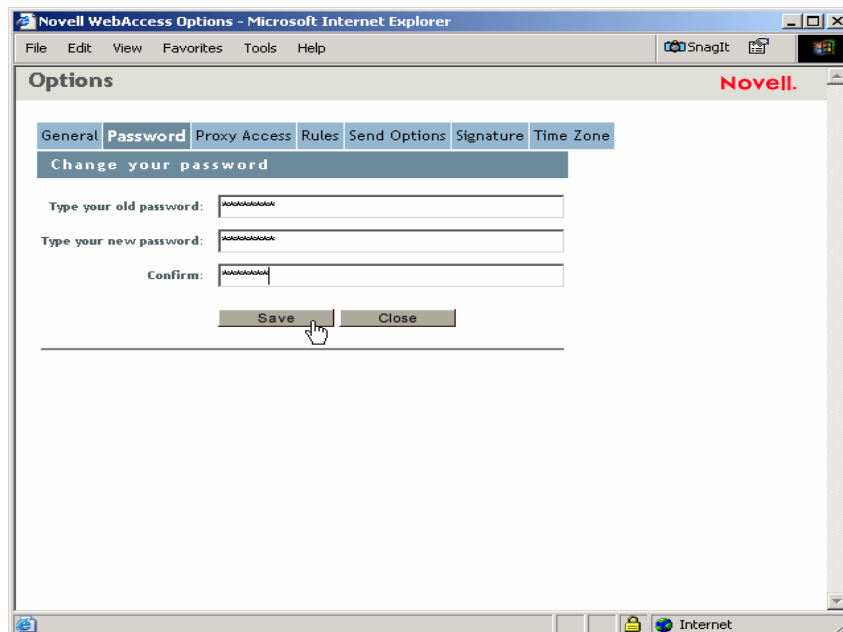 Novell WebAccess Options - Microsoft Internet Explorer
File Edit View Favorites Tools Help SnagIt
Options Novell.
General Password Proxy Access Rules Send Options Signature Time Zone
Change your password
Type your old password: *********
Type your new password: *********
Confirm: ********
Save Close
Internet